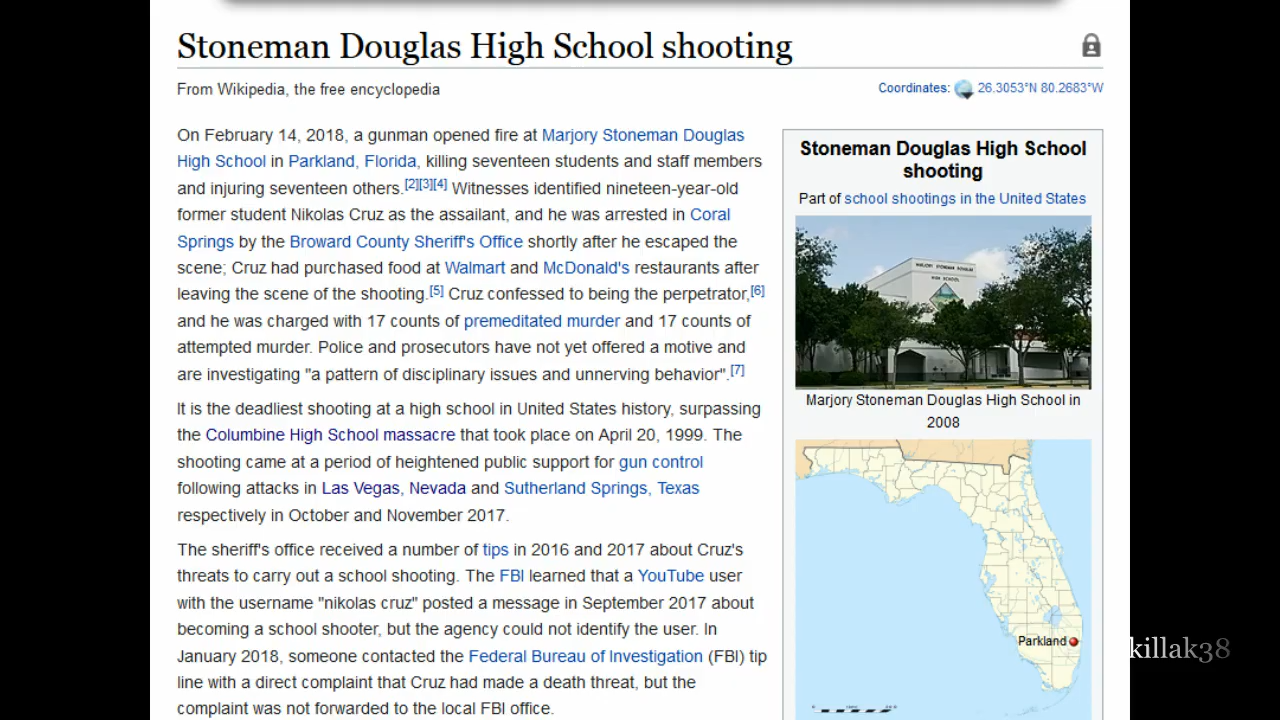 Stoneman Douglas High School shooting
From Wikipedia, the free encyclopedia
Coordinates: 26.3053°N 80.2683°W
On February 14, 2018, a gunman opened fire at Marjory Stoneman Douglas
High School in Parkland, Florida, killing seventeen students and staff members
and injuring seventeen others.[2][3][4] Witnesses identified nineteen-year-old
former student Nikolas Cruz as the assailant, and he was arrested in Coral
Springs by the Broward County Sheriff's Office shortly after he escaped the
scene; Cruz had purchased food at Walmart and McDonald's restaurants after
leaving the scene of the shooting.[5] Cruz confessed to being the perpetrator,[6]
and he was charged with 17 counts of premeditated murder and 17 counts of
attempted murder. Police and prosecutors have not yet offered a motive and
are investigating "a pattern of disciplinary issues and unnerving behavior".[7]
It is the deadliest shooting at a high school in United States history, surpassing
the Columbine High School massacre that took place on April 20, 1999. The
shooting came at a period of heightened public support for gun control
following attacks in Las Vegas, Nevada and Sutherland Springs, Texas
respectively in October and November 2017.
The sheriff's office received a number of tips in 2016 and 2017 about Cruz's
threats to carry out a school shooting. The FBI learned that a YouTube user
with the username "nikolas cruz" posted a message in September 2017 about
becoming a school shooter, but the agency could not identify the user. In
January 2018, someone contacted the Federal Bureau of Investigation (FBI) tip
line with a direct complaint that Cruz had made a death threat, but the
complaint was not forwarded to the local FBI office.
Stoneman Douglas High School
shooting
Part of school shootings in the United States
MARJORY STONEMAN DOUGLAS
HIGH SCHOOL
Marjory Stoneman Douglas High School in
2008
Parkland
killak38